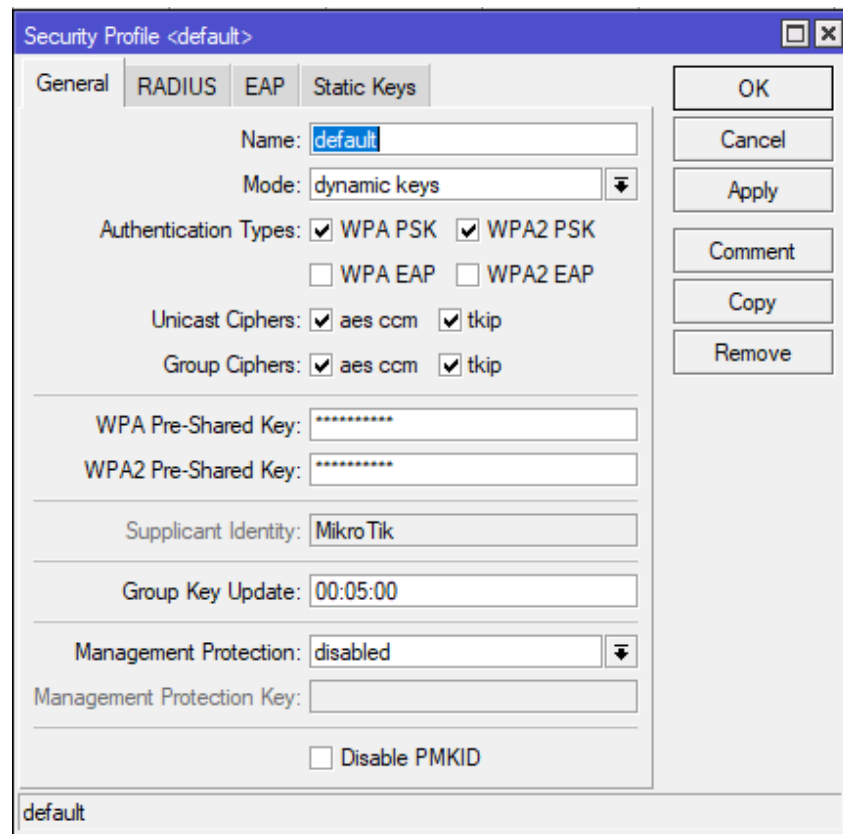 Security Profile <default>
General RADIUS EAP Static Keys
OK
Cancel
Apply
Comment
Copy
Remove
Name: default
Mode: dynamic keys
Authentication Types: WPA PSK WPA2 PSK
WPA EAP WPA2 EAP
Unicast Ciphers: aes ccm tkip
Group Ciphers: aes ccm tkip
WPA Pre-Shared Key: **********
WPA2 Pre-Shared Key: **********
Supplicant Identity: MikroTik
Group Key Update: 00:05:00
Management Protection: disabled
Management Protection Key:
Disable PMKID
default